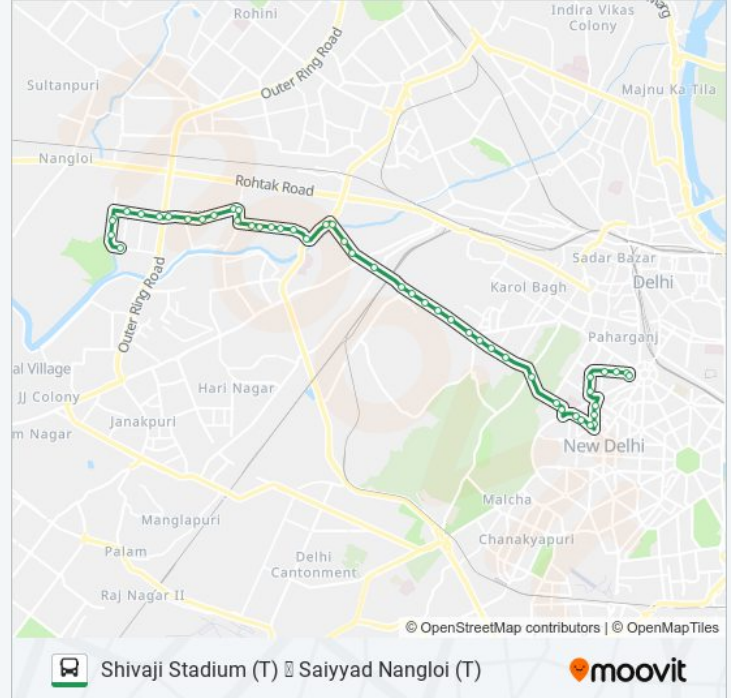 Rohini
Indira Vikas
Colony
Marg
Outer Ring Road
Sultanpuri
Majnu Ka Tila
Nangloi
Rohtak Road
Sadar Bazar
Delhi
Karol Bagh
Outer Ring Road
Paharganj
al Village
JJ Colony
Hari Nagar
Janakpuri
m Nagar
New Delhi
Malcha
Manglapuri
Chanakyapuri
Palam
Delhi
Cantonment
Raj Nagar II
© OpenStreetMap contributors | © OpenMapTiles
Shivaji Stadium (T) Saiyyad Nangloi (T)
moovit